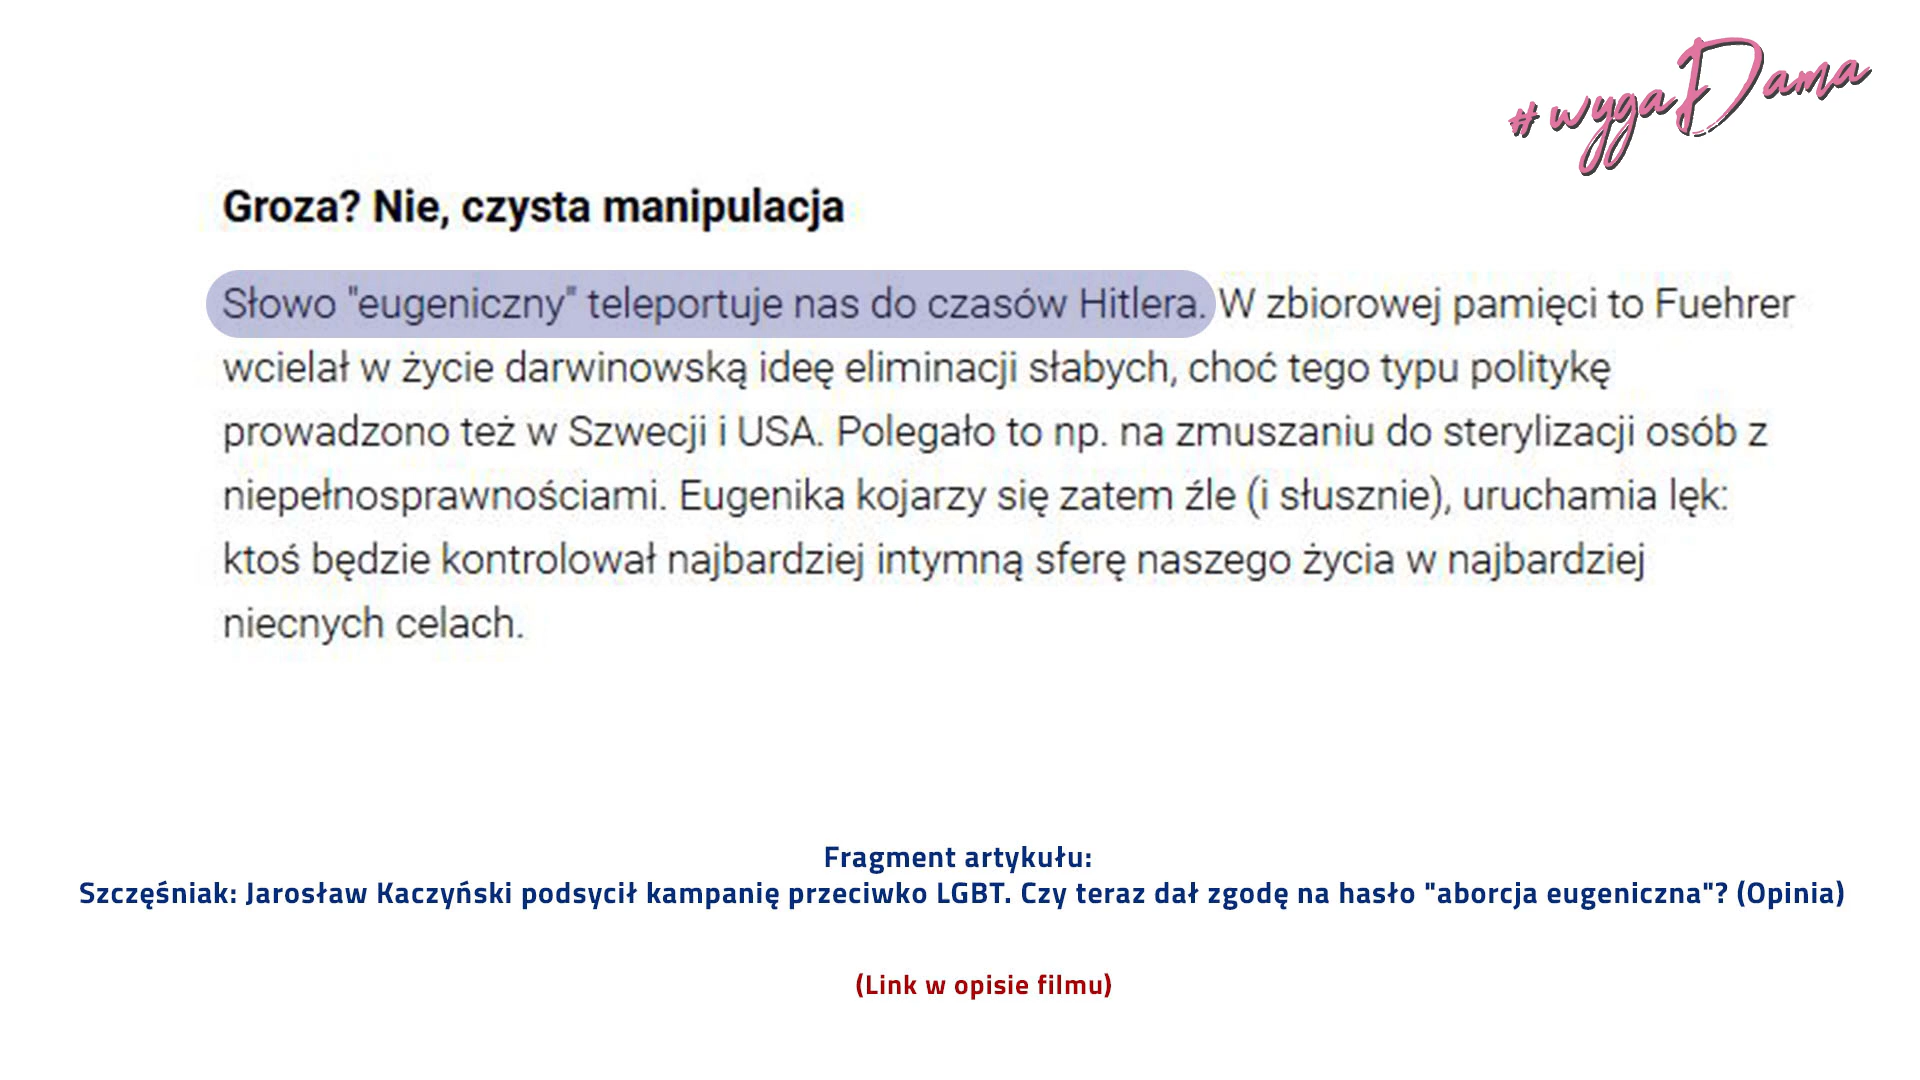 #wygaDama
Groza? Nie, czysta manipulacja
Słowo "eugeniczny" teleportuje nas do czasów Hitlera. W zbiorowej pamięci to Fuehrer
wcielał w życie darwinowską ideę eliminacji słabych, choć tego typu politykę
prowadzono też w Szwecji i USA. Polegało to np. na zmuszaniu do sterylizacji osób z
niepełnosprawnościami. Eugenika kojarzy się zatem źle (i słusznie), uruchamia lęk:
ktoś będzie kontrolował najbardziej intymną sferę naszego życia w najbardziej
niecnych celach.
Fragment artykułu:
Szczęśniak: Jarosław Kaczyński podsycił kampanię przeciwko LGBT. Czy teraz dał zgodę na hasło "aborcja eugeniczna"? (Opinia)
(Link w opisie filmu)